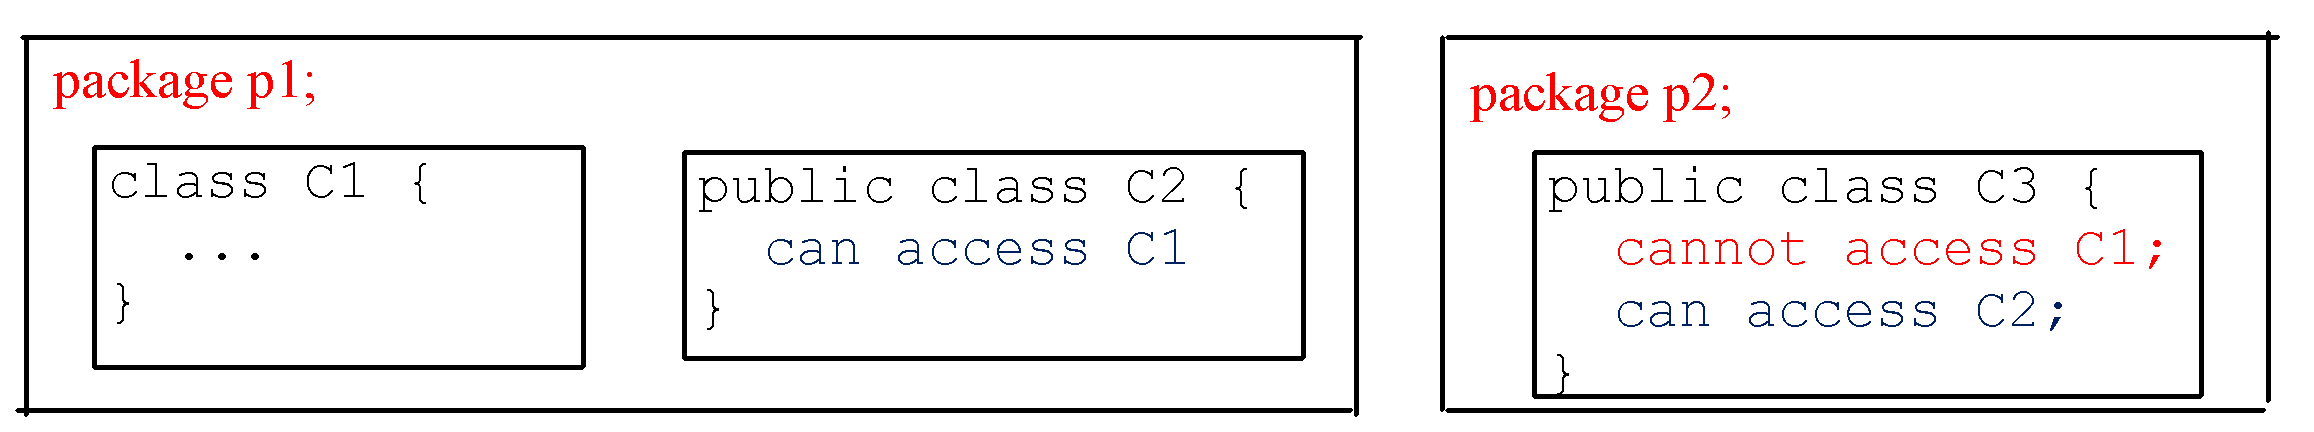 package p1;
class C1 {
...
}
public class C2 {
can access C1
}
package p2;
public class C3 {
cannot access C1;
can access C2;
}